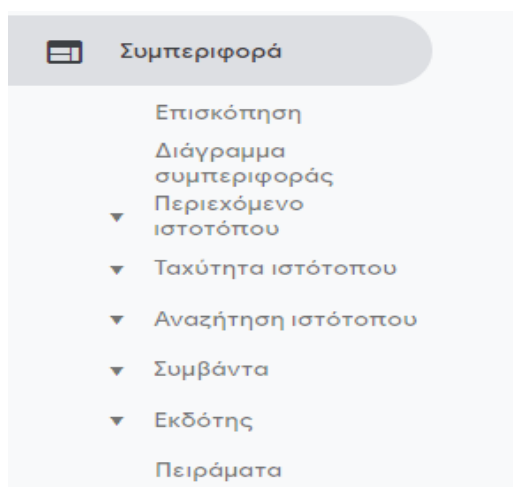 Συμπεριφορά
Επισκόπηση
Διάγραμμα
συμπεριφοράς
Περιεχόμενο
ιστοτόπου
Ταχύτητα ιστότοπου
Αναζήτηση ιστότοπου
Συμβάντα
Εκδότης
Πειράματα